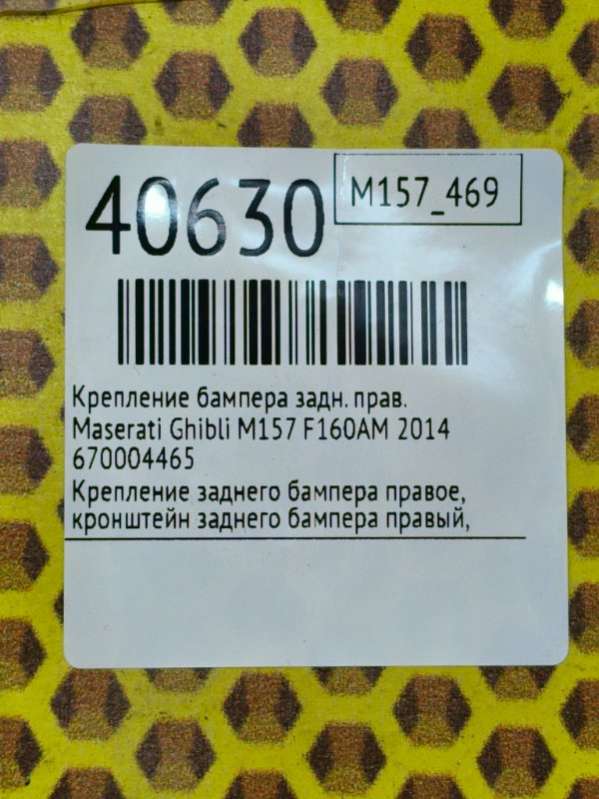 40630
M157_469
Крепление бампера задн. прав.
Maserati Ghibli M157 F160AM 2014
670004465
Крепление заднего бампера правое,
кронштейн заднего бампера правый,